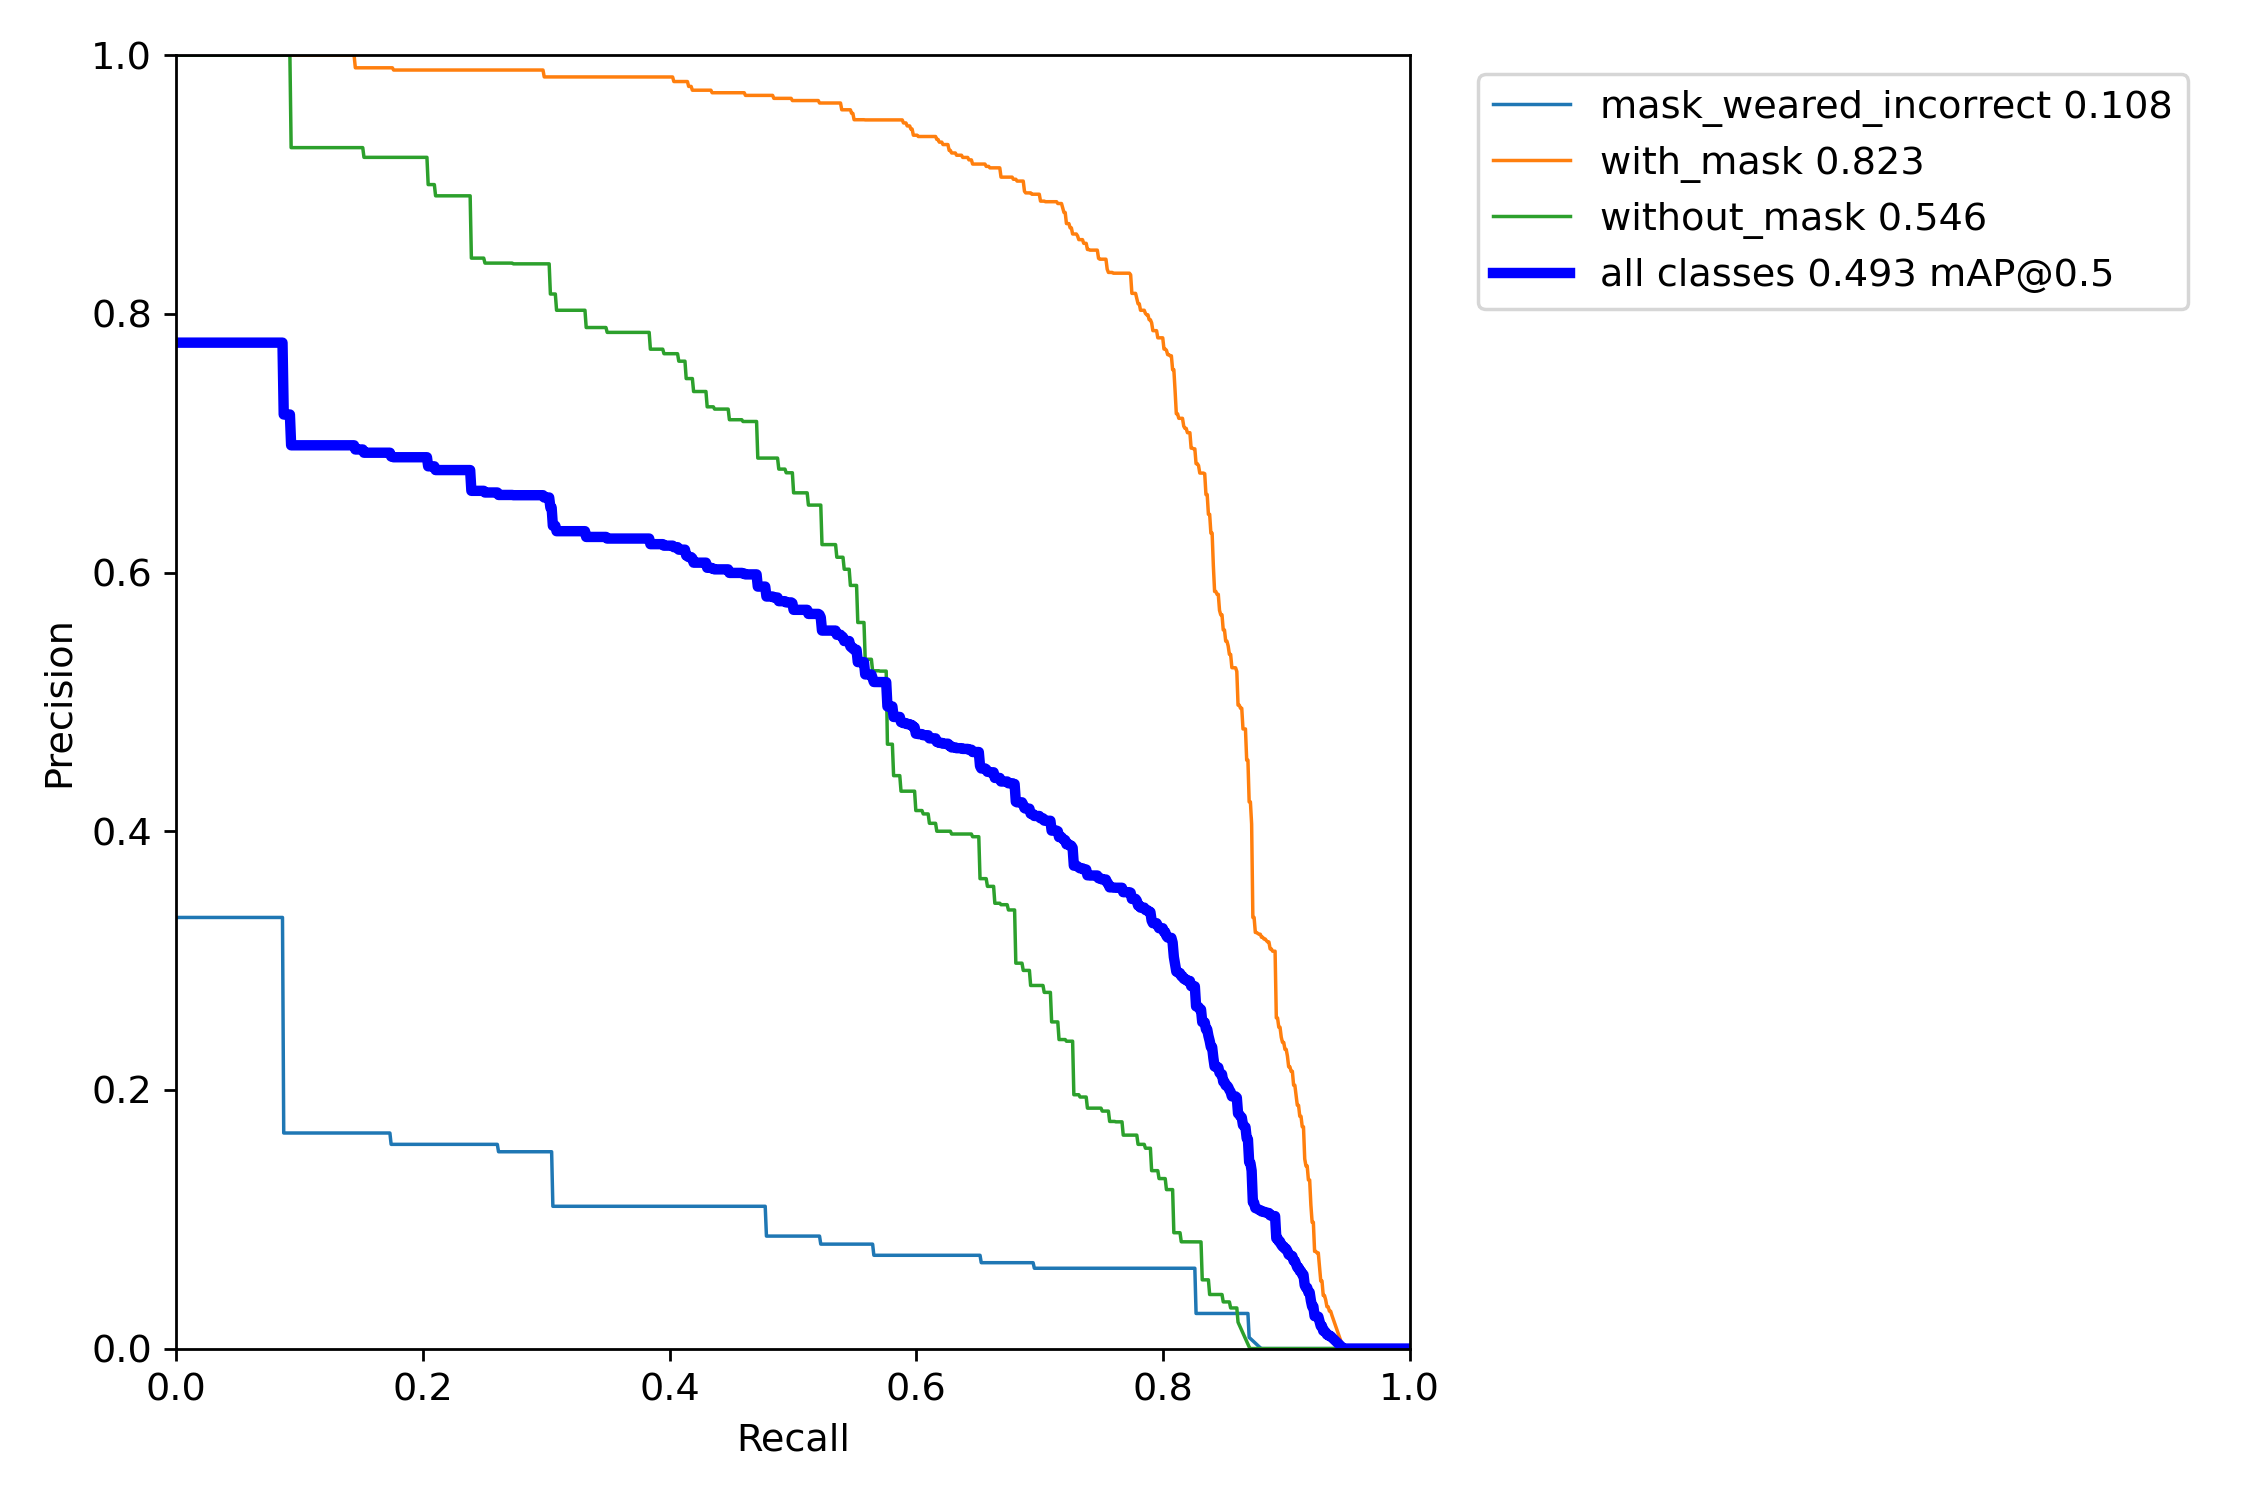 1.0
0.8
0.6
0.4
0.2
0.0
Precision
0.0 0.2 0.4 0.6 0.8 1.0
Recall
mask_weared_incorrect 0.108
with_mask 0.823
without_mask 0.546
all classes 0.493 mAP@0.5